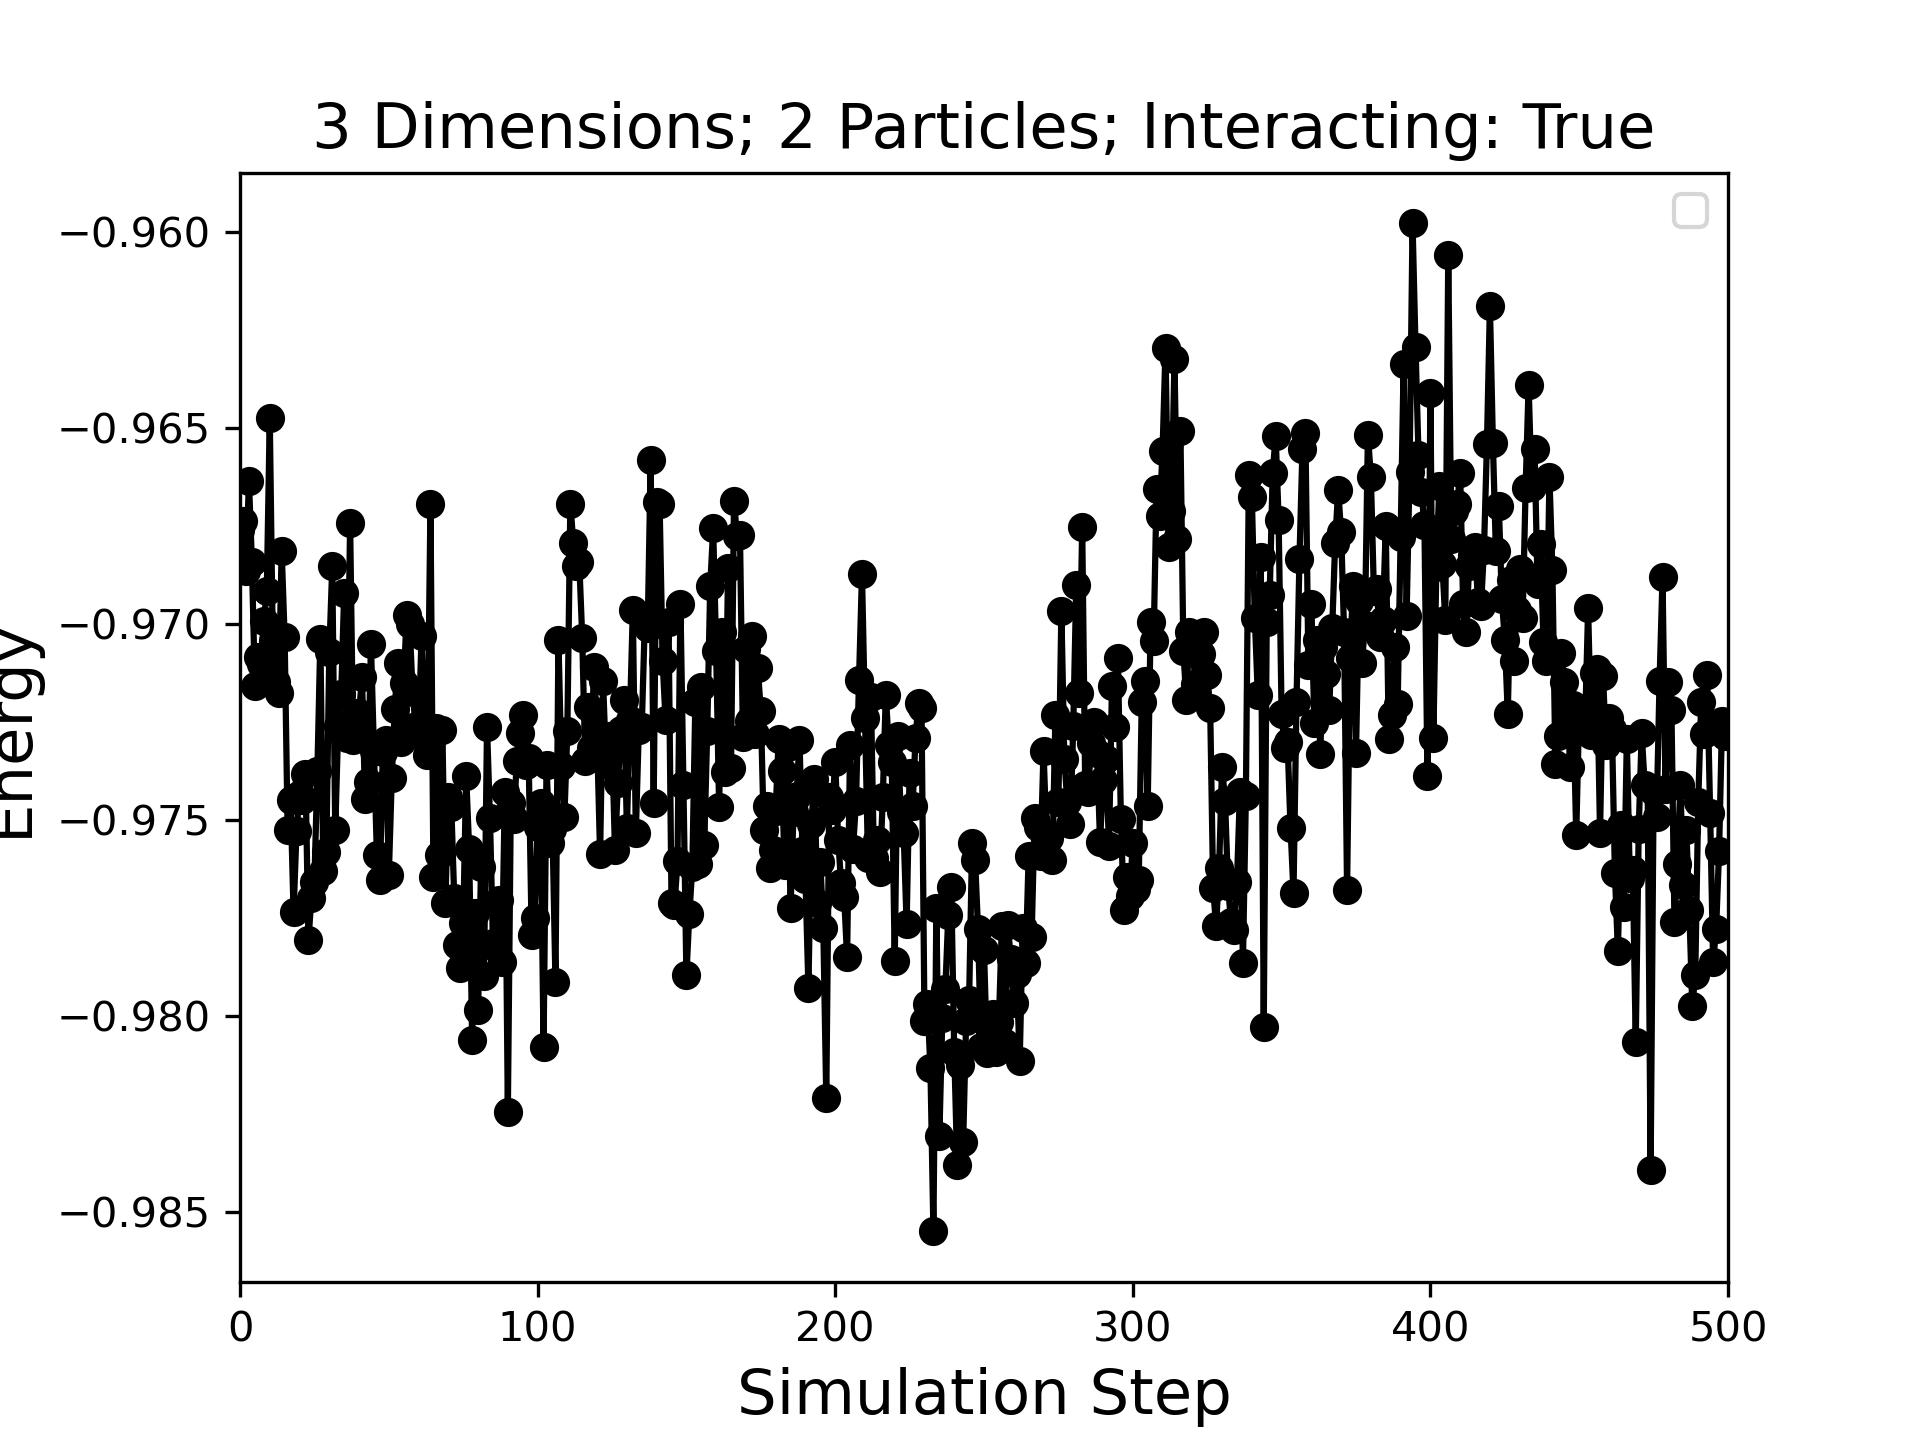 3 Dimensions; 2 Particles; Interacting: True
−0.960
−0.965
−0.970
−0.975
−0.980
−0.985
Energy
0 100 200 300 400 500
Simulation Step